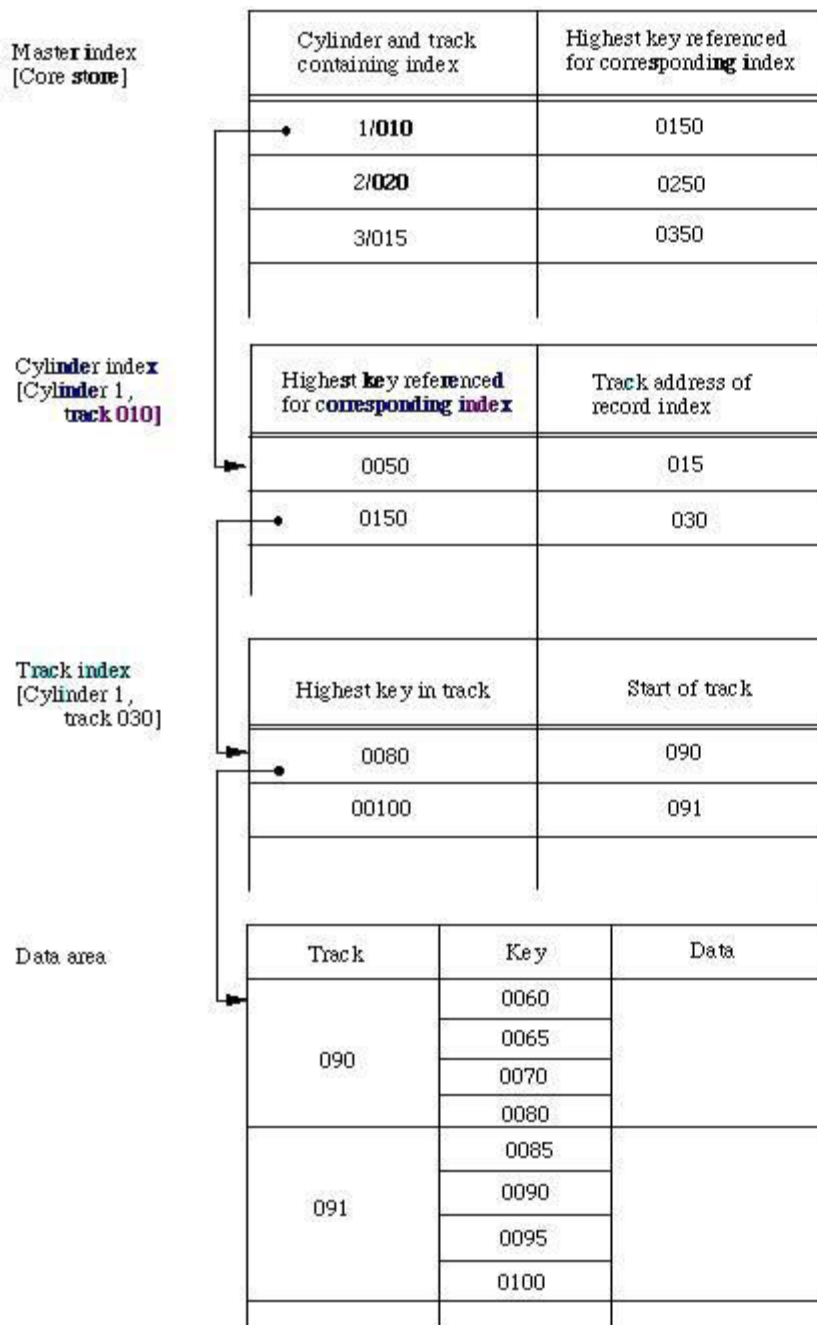 Master index
[Core store]
Cylinder and track
containing index
Highest key referenced
for corresponding index
1/010
0150
2/020
0250
3/015
0350
Cylinder index
[Cylinder 1,
track 010]
Highest key referenced
for corresponding index
Track address of
record index
0050
015
0150
030
Track index
[Cylinder 1,
track 030]
Highest key in track
Start of track
0080
090
00100
091
Data area
Track
Key
Data
090
0060
0065
0070
0080
091
0085
0090
0095
0100